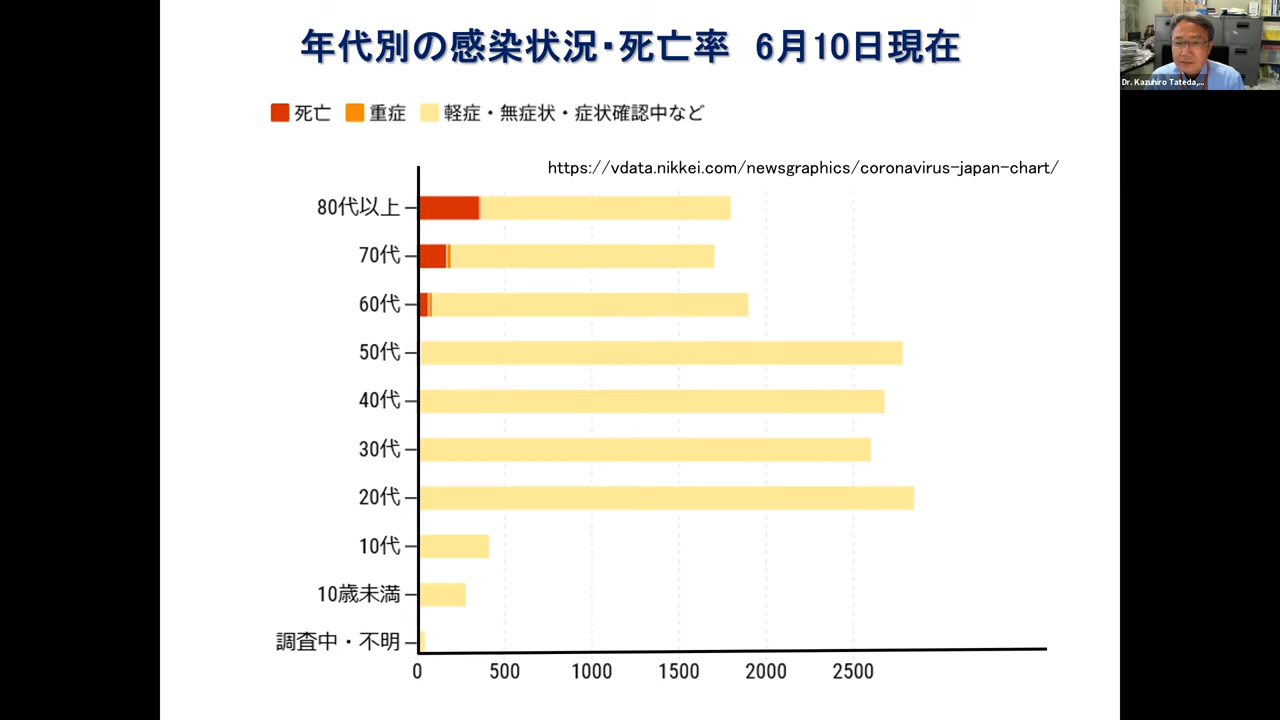 年代別の感染状況・死亡率 6月10日現在
Dr. Kazuhiro Tateda,...
死亡 重症 軽症・無症状・症状確認中など
https://vdata.nikkei.com/newsgraphics/coronavirus-japan-chart/
80代以上
70代
60代
50代
40代
30代
20代
10代
10歳未満
調査中・不明
0 500 1000 1500 2000 2500